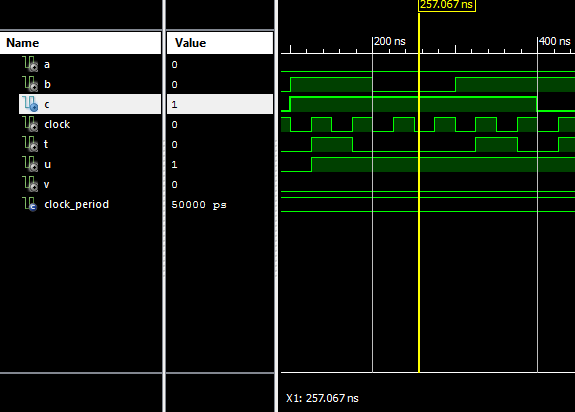 257.067 ns
Name Value 200 ns 400 ns
a 0
b 0
c 1
clock 0
t 0
u 1
v 0
clock_period 50000 ps
X1: 257.067 ns